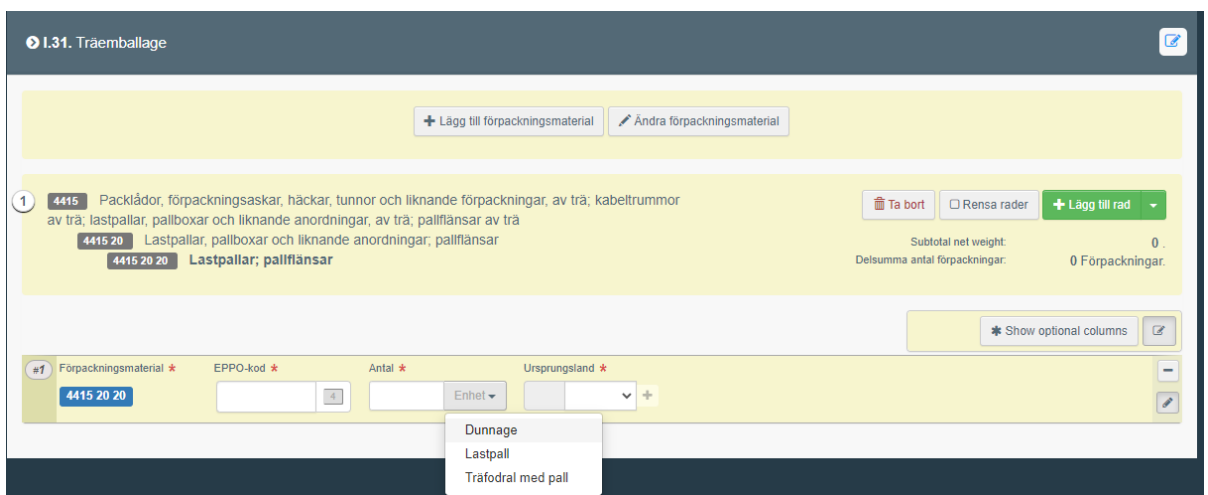 I.31. Träemballage
Lägg till förpackningsmaterial
Ändra förpackningsmaterial
1
4415 Packlådor, förpackningsaskar, häckar, tunnor och liknande förpackningar, av trä; kabeltrummor
av trä; lastpallar, pallboxar och liknande anordningar, av trä; pallflänsar av trä
4415 20 Lastpallar, pallboxar och liknande anordningar; pallflänsar
4415 20 20 Lastpallar; pallflänsar
Ta bort
Rensa rader
Lägg till rad
Subtotal net weight: 0 .
Delsumma antal förpackningar: 0 Förpackningar.
Show optional columns
#1
Förpackningsmaterial * EPPO-kod * Antal * Ursprungsland *
4415 20 20 4 Enhet
Dunnage
Lastpall
Träfodral med pall